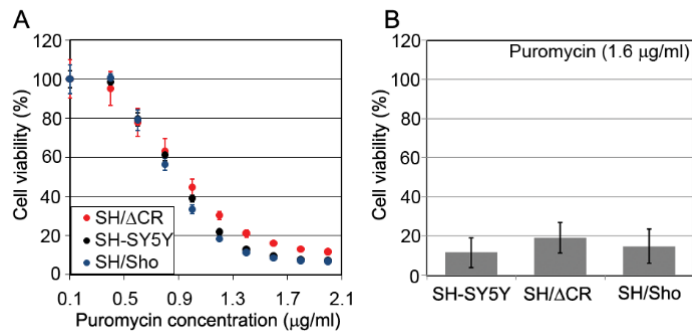 A
120
100
80
60
40
20
0
Cell viability (%)
SH/ΔCR
SH-SY5Y
SH/Sho
0.1 0.5 0.9 1.3 1.7 2.1
Puromycin concentration (μg/ml)
B
Puromycin (1.6 μg/ml)
120
100
80
60
40
20
0
Cell viability (%)
SH-SY5Y SH/ΔCR SH/Sho